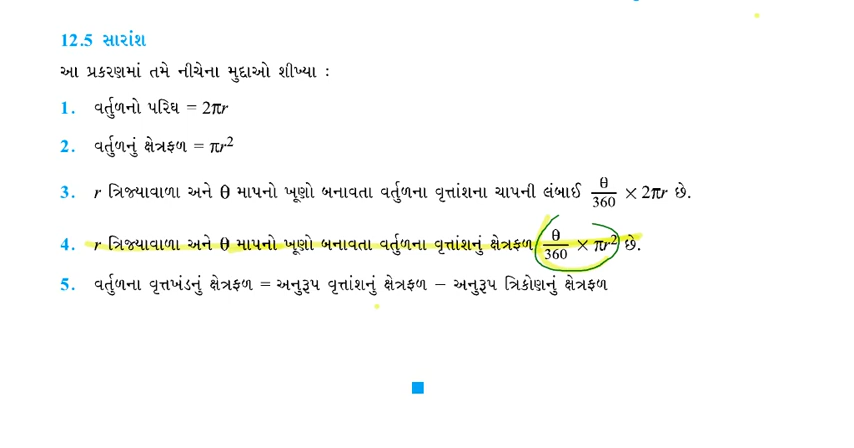 12.5 સારાંશ
આ પ્રકરણમાં તમે નીચેના મુદ્દાઓ શીખ્યા :
1. વર્તુળનો પરિઘ = 2πr
2. વર્તુળનું ક્ષેત્રફળ = πr²
3. r ત્રિજ્યાવાળા અને θ માપનો ખૂણો બનાવતા વર્તુળના વૃત્તાંશના ચાપની લંબાઈ θ/360 × 2πr છે.
4. r ત્રિજ્યાવાળા અને θ માપનો ખૂણો બનાવતા વર્તુળના વૃત્તાંશનું ક્ષેત્રફળ θ/360 × πr² છે.
5. વર્તુળના વૃત્તખંડનું ક્ષેત્રફળ = અનુરૂપ વૃત્તાંશનું ક્ષેત્રફળ − અનુરૂપ ત્રિકોણનું ક્ષેત્રફળ